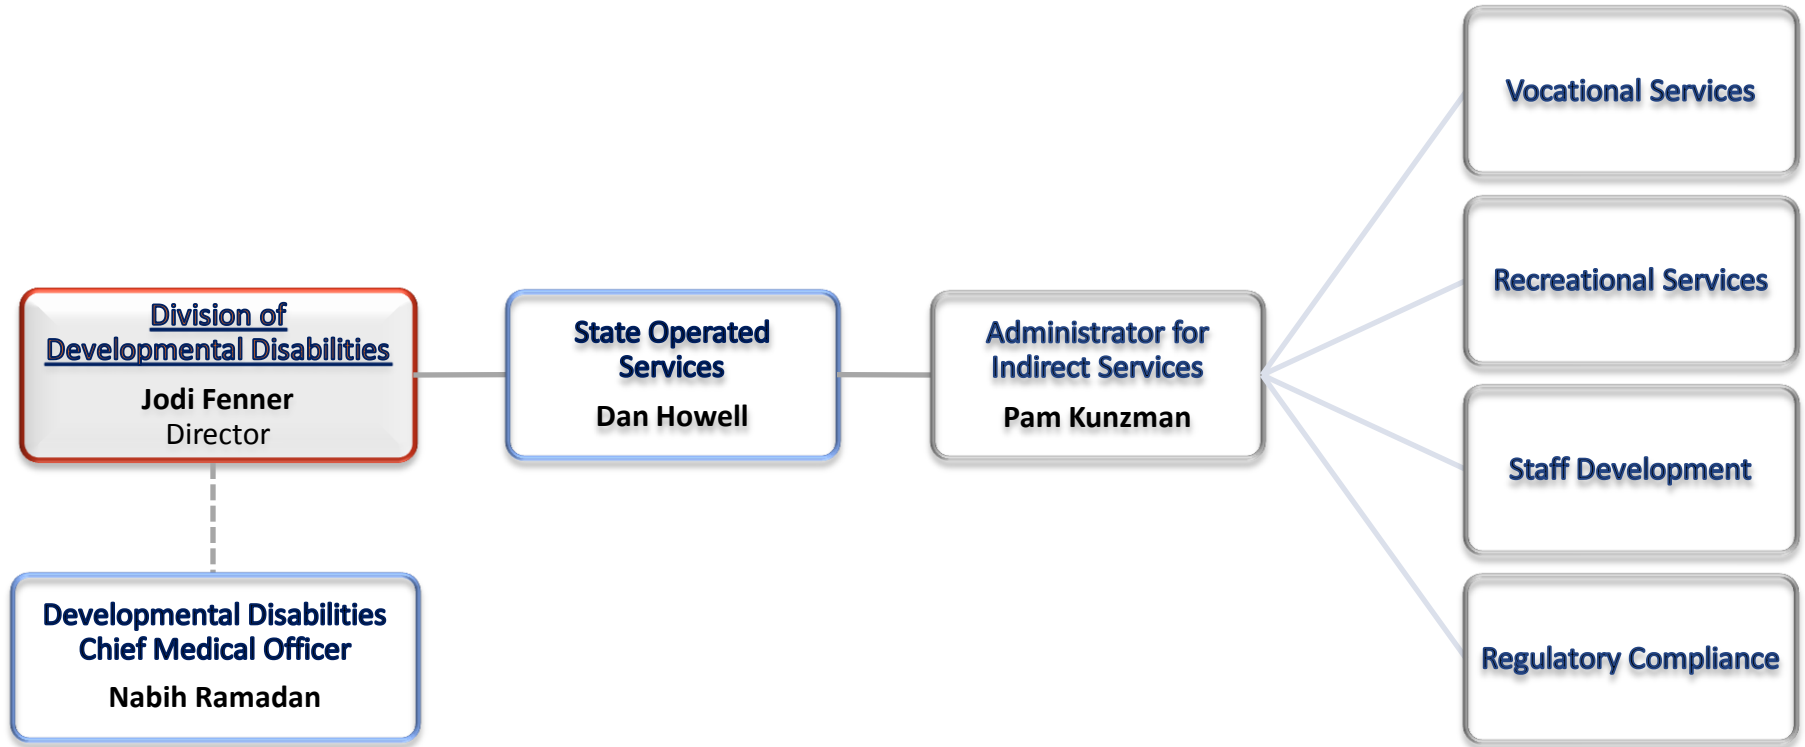 Division of
Developmental Disabilities
Jodi Fenner
Director
Developmental Disabilities
Chief Medical Officer
Nabih Ramadan
State Operated
Services
Dan Howell
Administrator for
Indirect Services
Pam Kunzman
Vocational Services
Recreational Services
Staff Development
Regulatory Compliance